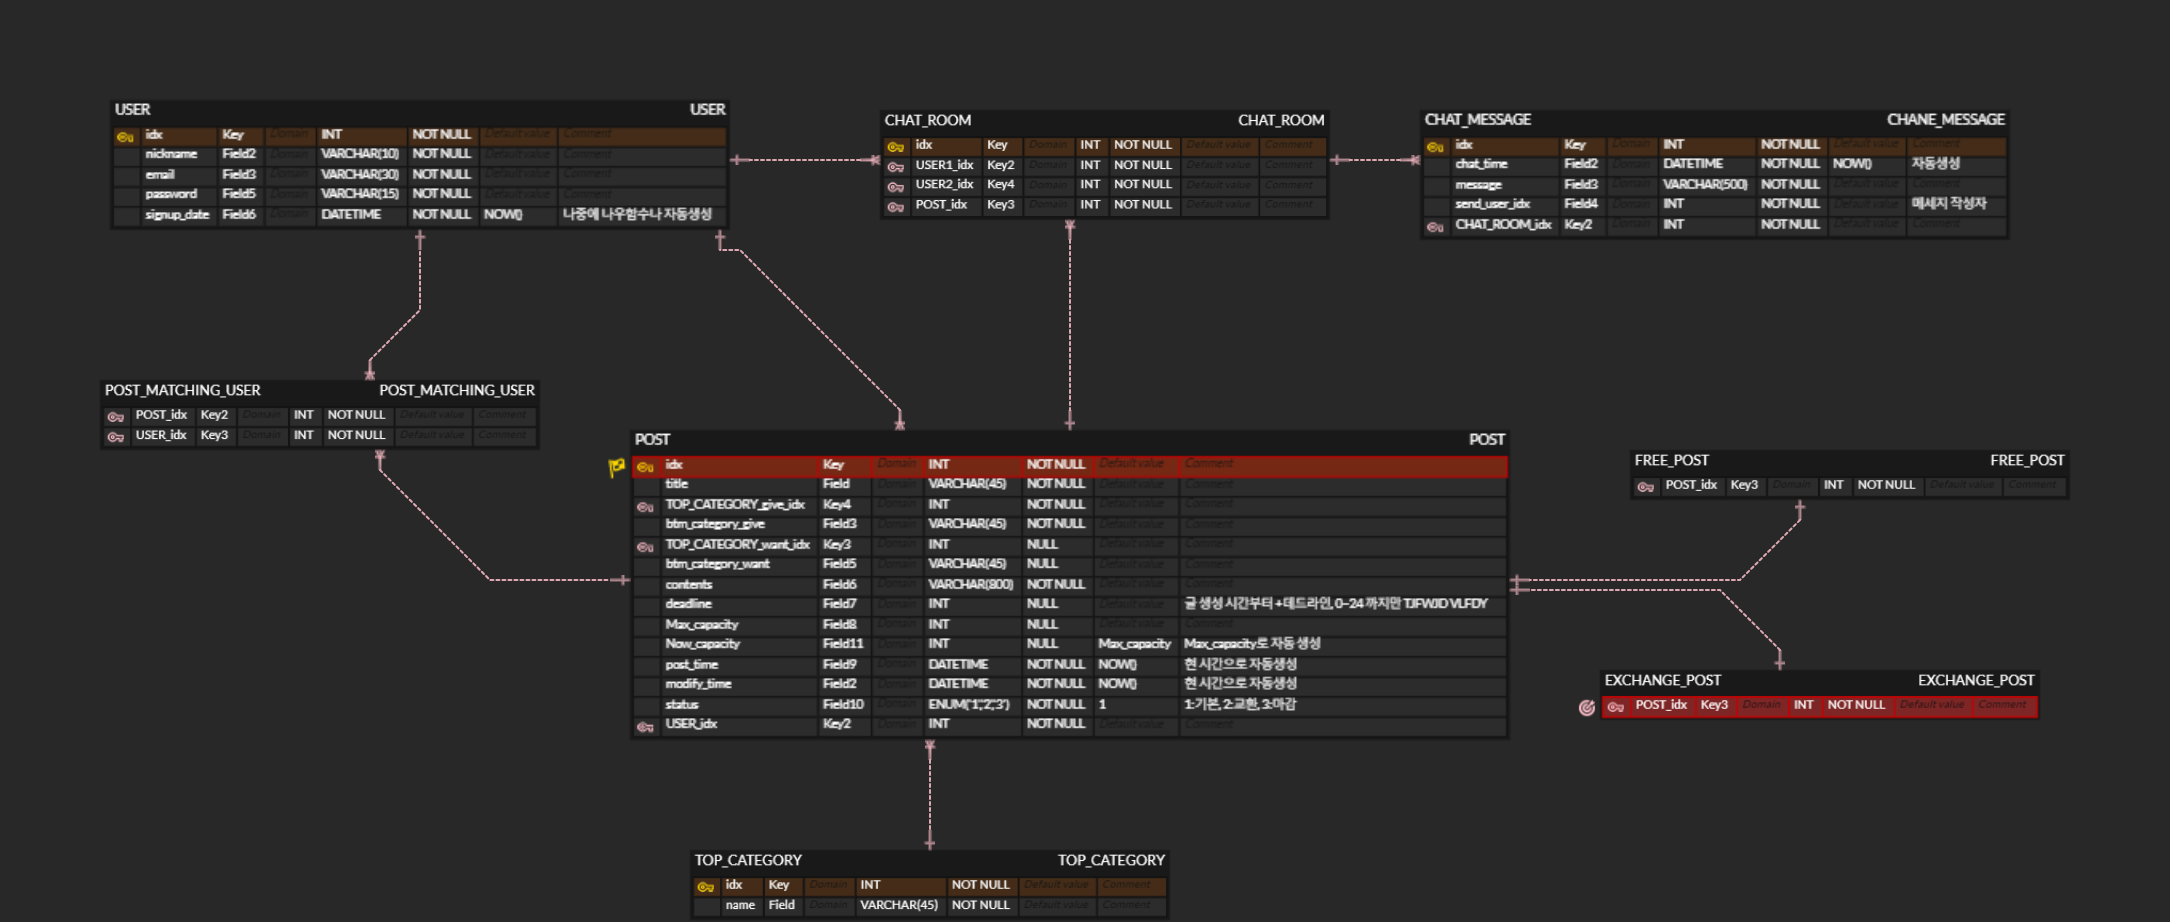 USER USER
idx Key Domain INT NOT NULL Default value Comment
nickname Field2 Domain VARCHAR(10) NOT NULL Default value Comment
email Field3 Domain VARCHAR(30) NOT NULL Default value Comment
password Field5 Domain VARCHAR(15) NOT NULL Default value Comment
signup_date Field6 Domain DATETIME NOT NULL NOW() 나중에 나우함수나 자동생성
CHAT_ROOM CHAT_ROOM
idx Key Domain INT NOT NULL Default value Comment
USER1_idx Key2 Domain INT NOT NULL Default value Comment
USER2_idx Key4 Domain INT NOT NULL Default value Comment
POST_idx Key3 Domain INT NOT NULL Default value Comment
CHAT_MESSAGE CHANE_MESSAGE
idx Key Domain INT NOT NULL Default value Comment
chat_time Field2 Domain DATETIME NOT NULL NOW() 자동생성
message Field3 Domain VARCHAR(500) NOT NULL Default value Comment
send_user_idx Field4 Domain INT NOT NULL Default value 메세지 작성자
CHAT_ROOM_idx Key2 Domain INT NOT NULL Default value Comment
POST_MATCHING_USER POST_MATCHING_USER
POST_idx Key2 Domain INT NOT NULL Default value Comment
USER_idx Key3 Domain INT NOT NULL Default value Comment
POST POST
idx Key Domain INT NOT NULL Default value Comment
title Field Domain VARCHAR(45) NOT NULL Default value Comment
TOP_CATEGORY_give_idx Key4 Domain INT NOT NULL Default value Comment
btm_category_give Field3 Domain VARCHAR(45) NOT NULL Default value Comment
TOP_CATEGORY_want_idx Key3 Domain INT NULL Default value Comment
btm_category_want Field5 Domain VARCHAR(45) NULL Default value Comment
contents Field6 Domain VARCHAR(800) NOT NULL Default value Comment
deadline Field7 Domain INT NULL Default value 글 생성 시간부터 +데드라인, 0~24 까지만 TJFWJD VLFDY
Max_capacity Field8 Domain INT NULL Default value Comment
Now_capacity Field11 Domain INT NULL Max_capacity Max_capacity로 자동 생성
post_time Field9 Domain DATETIME NOT NULL NOW() 현 시간으로 자동생성
modify_time Field2 Domain DATETIME NOT NULL NOW() 현 시간으로 자동생성
status Field10 Domain ENUM('1','2','3') NOT NULL 1 1:기본, 2:교환, 3:마감
USER_idx Key2 Domain INT NOT NULL Default value Comment
FREE_POST FREE_POST
POST_idx Key3 Domain INT NOT NULL Default value Comment
EXCHANGE_POST EXCHANGE_POST
POST_idx Key3 Domain INT NOT NULL Default value Comment
TOP_CATEGORY TOP_CATEGORY
idx Key Domain INT NOT NULL Default value Comment
name Field Domain VARCHAR(45) NOT NULL Default value Comment